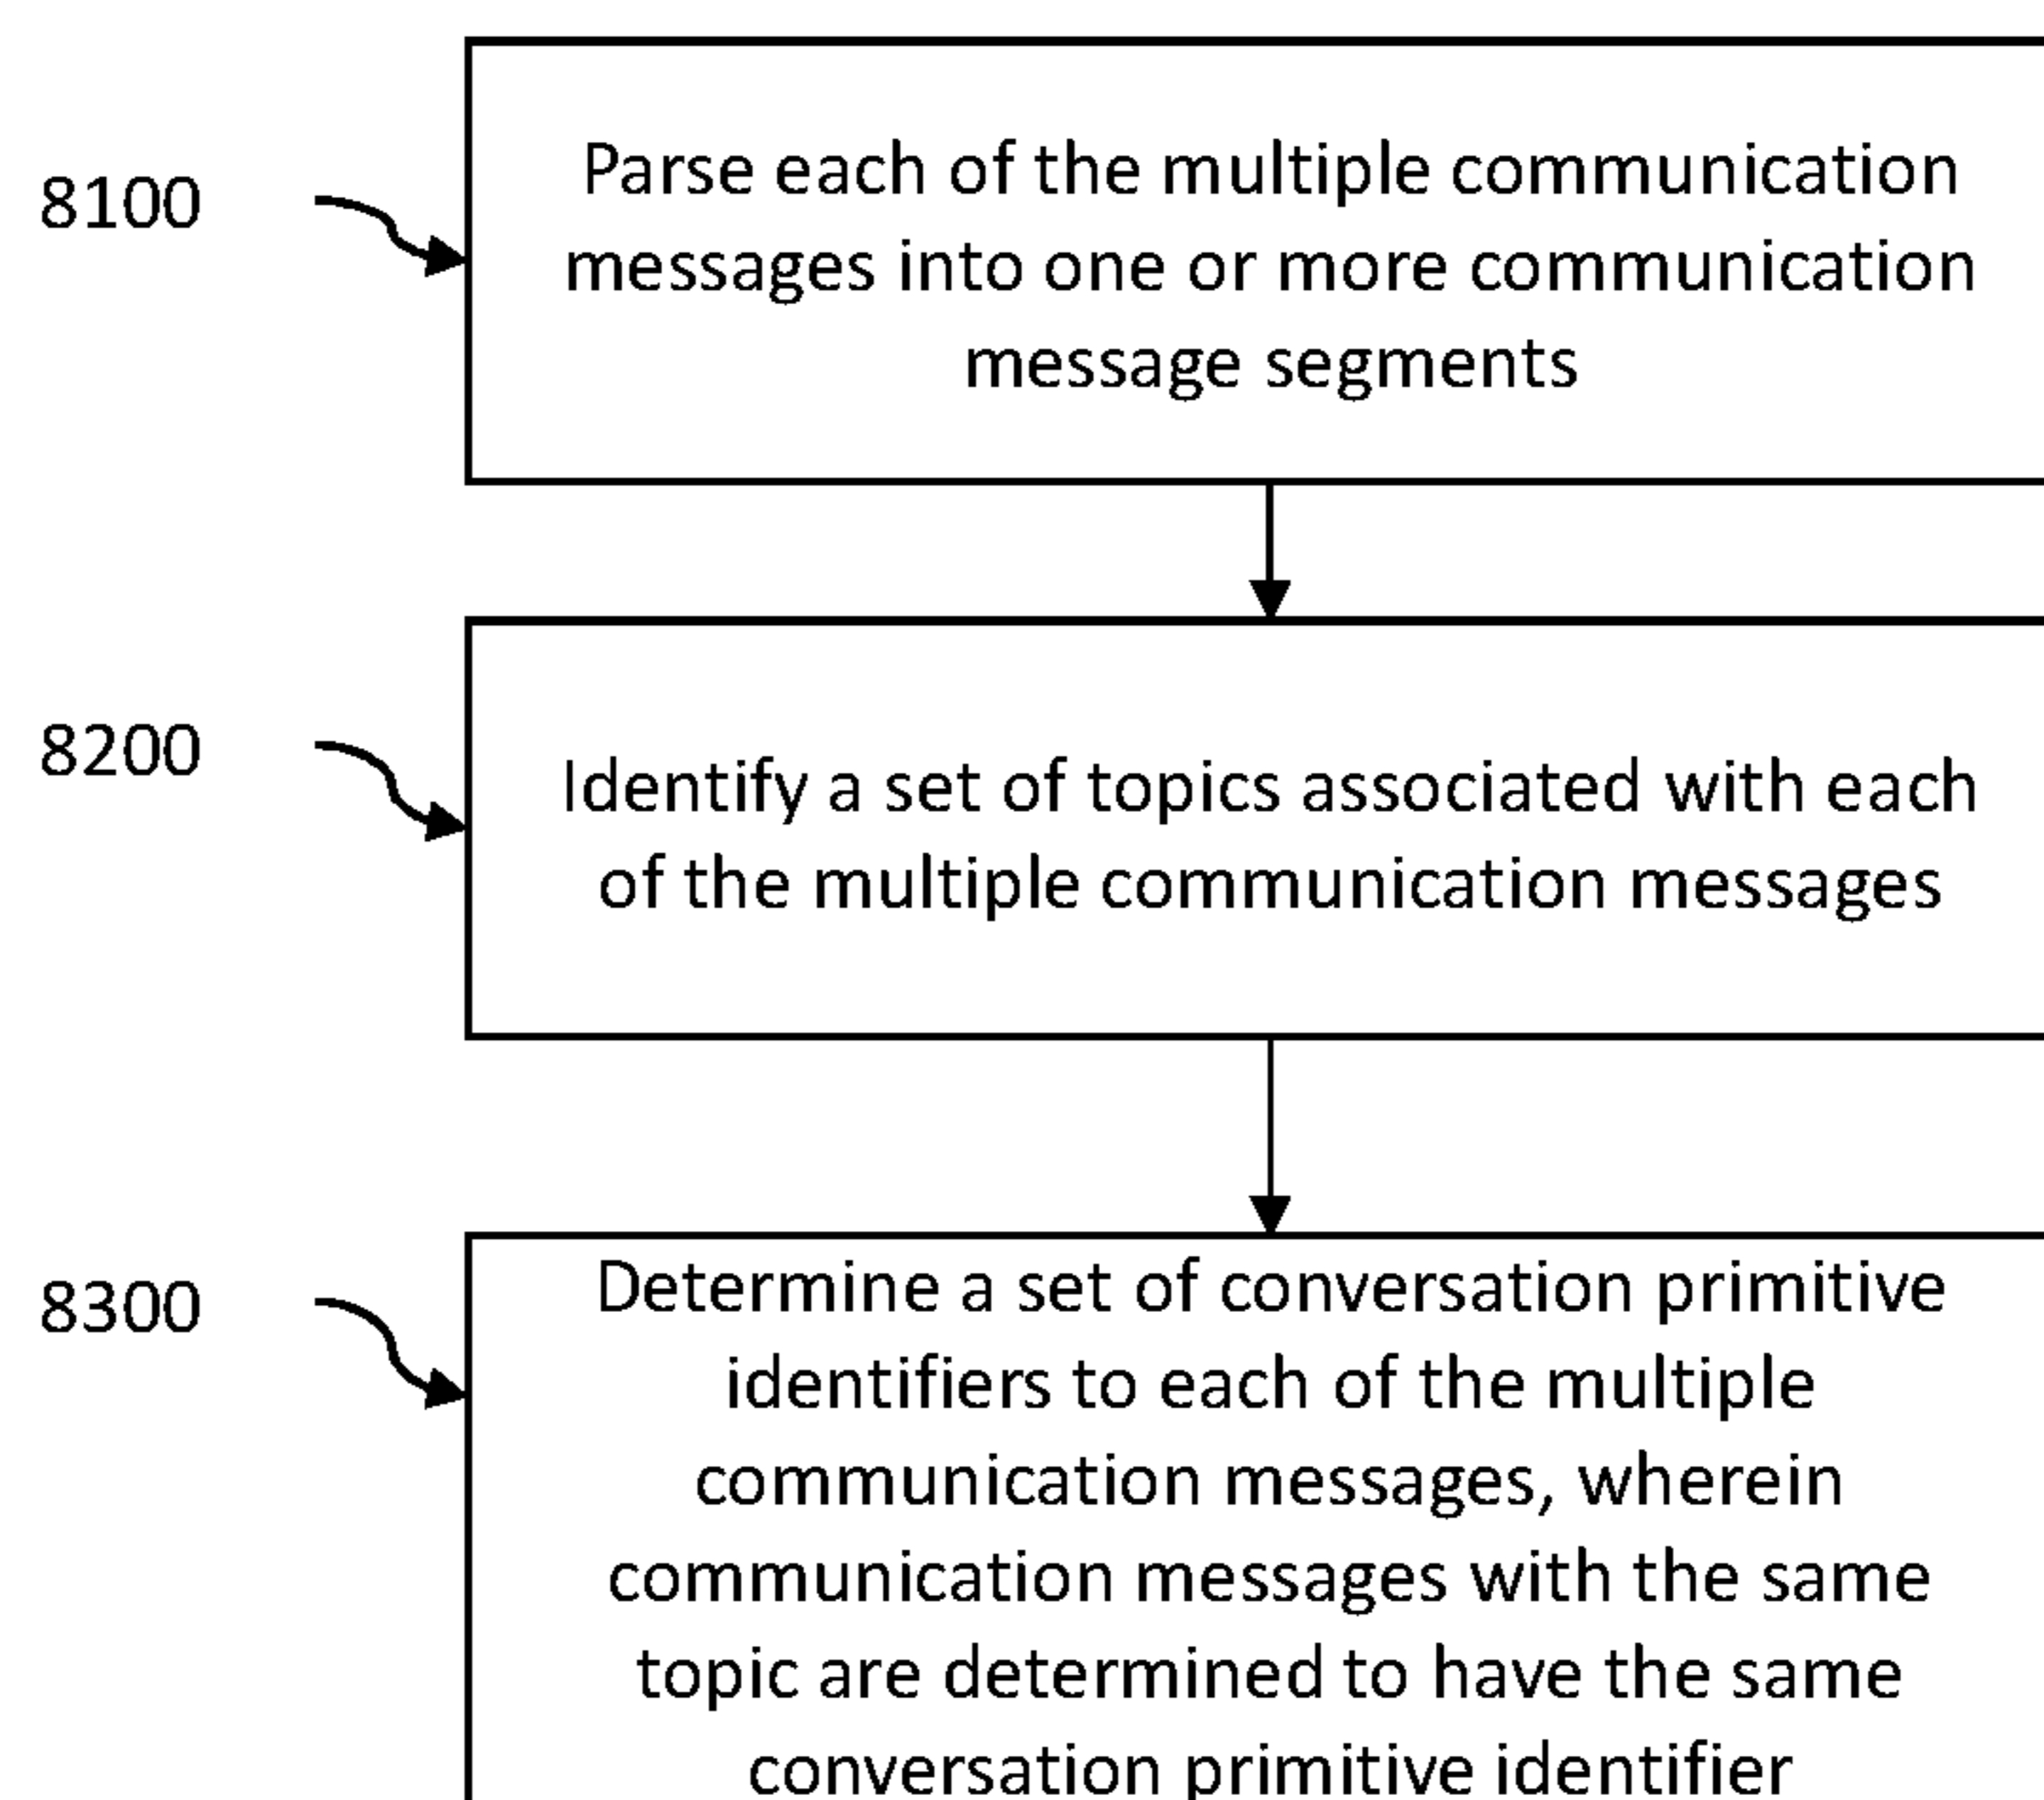 8100
Parse each of the multiple communication
messages into one or more communication
message segments
8200
Identify a set of topics associated with each
of the multiple communication messages
8300
Determine a set of conversation primitive
identifiers to each of the multiple
communication messages, wherein
communication messages with the same
topic are determined to have the same
conversation primitive identifier